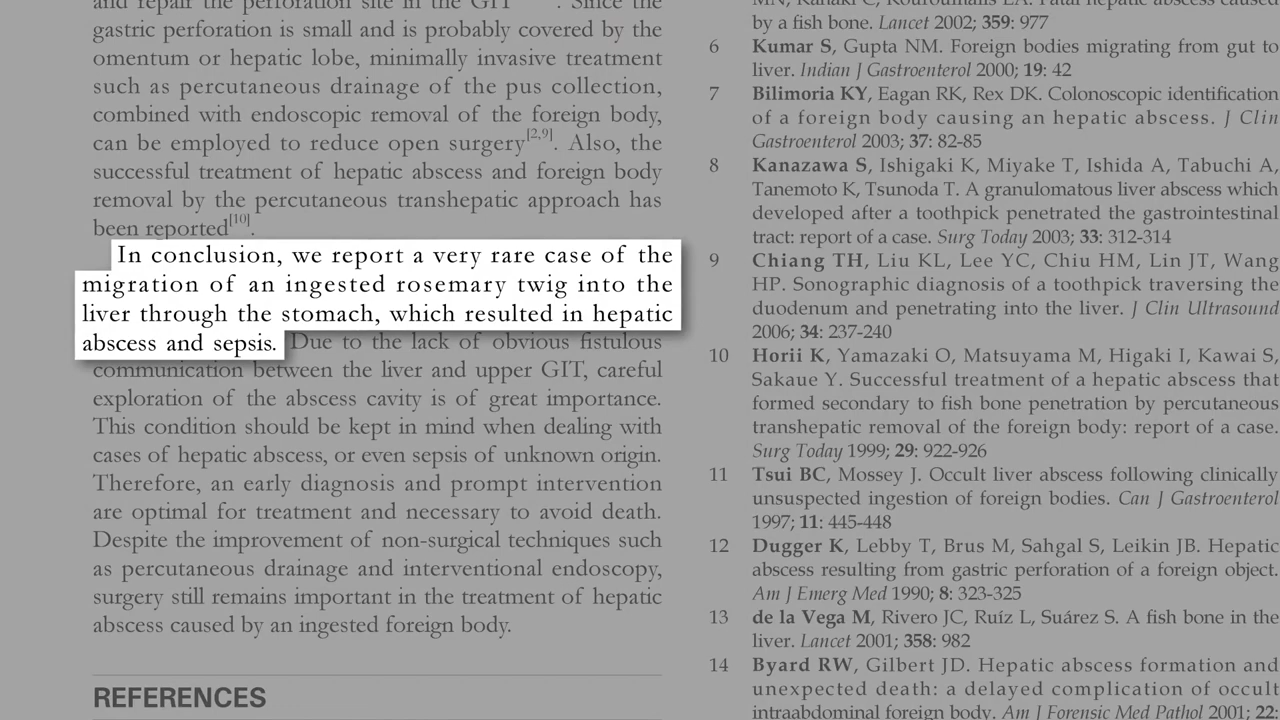 and repair the perforation site in the GIT
gastric perforation is small and is probably covered by the
omentum or hepatic lobe, minimally invasive treatment
such as percutaneous drainage of the pus collection,
combined with endoscopic removal of the foreign body,
can be employed to reduce open surgery[2,9]. Also, the
successful treatment of hepatic abscess and foreign body
removal by the percutaneous transhepatic approach has
been reported[10].
In conclusion, we report a very rare case of the
migration of an ingested rosemary twig into the
liver through the stomach, which resulted in hepatic
abscess and sepsis. Due to the lack of obvious fistulous
communication between the liver and upper GIT, careful
exploration of the abscess cavity is of great importance.
This condition should be kept in mind when dealing with
cases of hepatic abscess, or even sepsis of unknown origin.
Therefore, an early diagnosis and prompt intervention
are optimal for treatment and necessary to avoid death.
Despite the improvement of non-surgical techniques such
as percutaneous drainage and interventional endoscopy,
surgery still remains important in the treatment of hepatic
abscess caused by an ingested foreign body.
REFERENCES
by a fish bone. Lancet 2002; 359: 977
6 Kumar S, Gupta NM. Foreign bodies migrating from gut to
liver. Indian J Gastroenterol 2000; 19: 42
7 Bilimoria KY, Eagan RK, Rex DK. Colonoscopic identification
of a foreign body causing an hepatic abscess. J Clin
Gastroenterol 2003; 37: 82-85
8 Kanazawa S, Ishigaki K, Miyake T, Ishida A, Tabuchi A,
Tanemoto K, Tsunoda T. A granulomatous liver abscess which
developed after a toothpick penetrated the gastrointestinal
tract: report of a case. Surg Today 2003; 33: 312-314
9 Chiang TH, Liu KL, Lee YC, Chiu HM, Lin JT, Wang
HP. Sonographic diagnosis of a toothpick traversing the
duodenum and penetrating into the liver. J Clin Ultrasound
2006; 34: 237-240
10 Horii K, Yamazaki O, Matsuyama M, Higaki I, Kawai S,
Sakaue Y. Successful treatment of a hepatic abscess that
formed secondary to fish bone penetration by percutaneous
transhepatic removal of the foreign body: report of a case.
Surg Today 1999; 29: 922-926
11 Tsui BC, Mossey J. Occult liver abscess following clinically
unsuspected ingestion of foreign bodies. Can J Gastroenterol
1997; 11: 445-448
12 Dugger K, Lebby T, Brus M, Sahgal S, Leikin JB. Hepatic
abscess resulting from gastric perforation of a foreign object.
Am J Emerg Med 1990; 8: 323-325
13 de la Vega M, Rivero JC, Ruíz L, Suárez S. A fish bone in the
liver. Lancet 2001; 358: 982
14 Byard RW, Gilbert JD. Hepatic abscess formation and
unexpected death: a delayed complication of occult
intraabdominal foreign body. Am J Forensic Med Pathol 2001; 22: